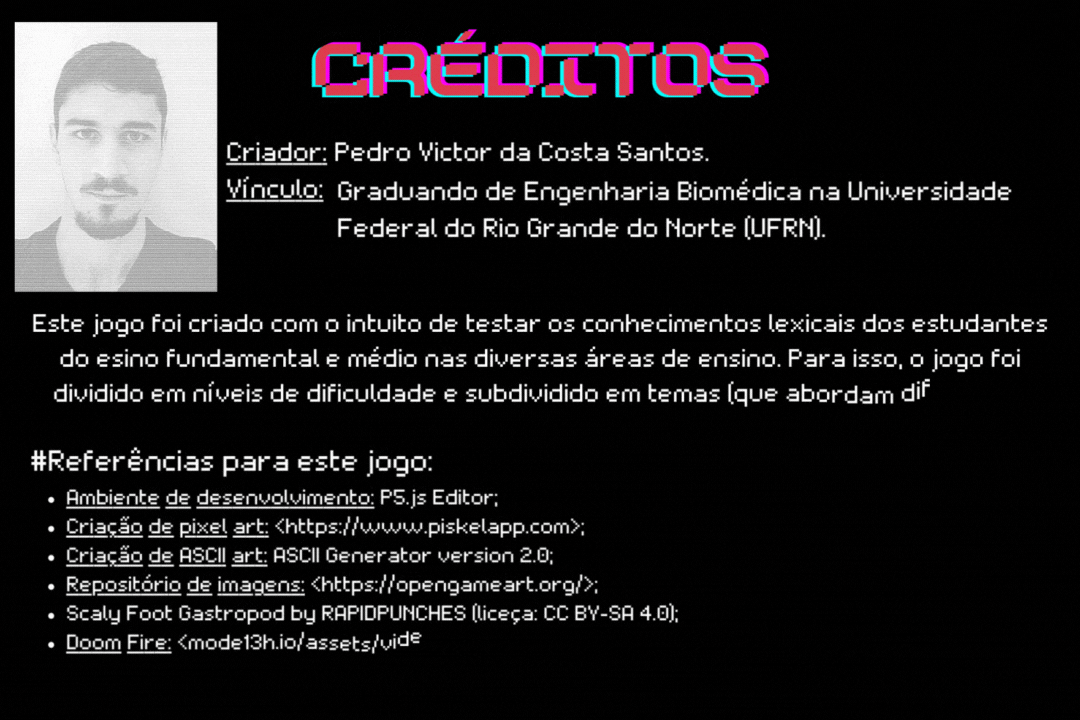 CRÉDITOS
Criador: Pedro Victor da Costa Santos.
Vínculo: Graduando de Engenharia Biomédica na Universidade
Federal do Rio Grande do Norte (UFRN).
Este jogo foi criado com o intuito de testar os conhecimentos lexicais dos estudantes
do esino fundamental e médio nas diversas áreas de ensino. Para isso, o jogo foi
dividido em níveis de dificuldade e subdividido em temas (que abordam dif
#Referências para este jogo:
• Ambiente de desenvolvimento: P5.js Editor;
• Criação de pixel art: <https://www.piskelapp.com>;
• Criação de ASCII art: ASCII Generator version 2.0;
• Repositório de imagens: <https://opengameart.org/>;
• Scaly Foot Gastropod by RAPIDPUNCHES (liceça: CC BY-SA 4.0);
• Doom Fire: <mode13h.io/assets/vide